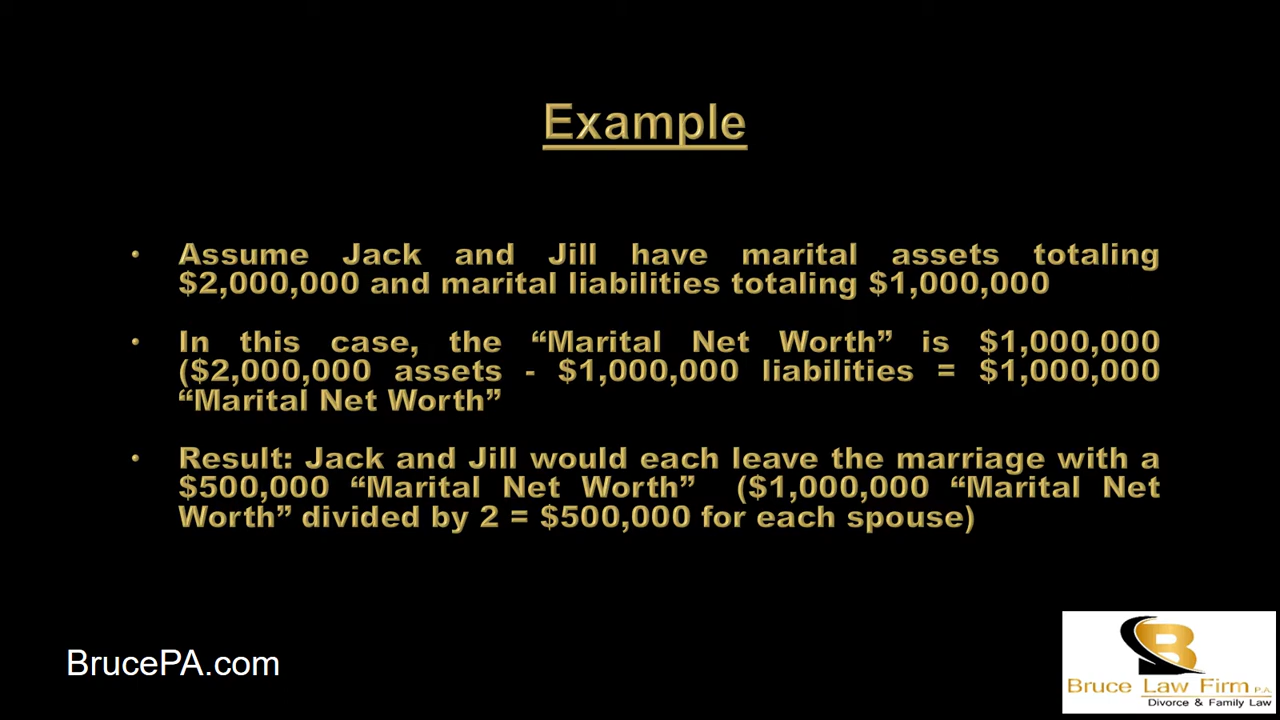 Example
• Assume Jack and Jill have marital assets totaling
$2,000,000 and marital liabilities totaling $1,000,000
• In this case, the “Marital Net Worth” is $1,000,000
($2,000,000 assets - $1,000,000 liabilities = $1,000,000
“Marital Net Worth”
• Result: Jack and Jill would each leave the marriage with a
$500,000 “Marital Net Worth” ($1,000,000 “Marital Net
Worth” divided by 2 = $500,000 for each spouse)
BrucePA.com
B
Bruce Law Firm P.A.
Divorce & Family Law